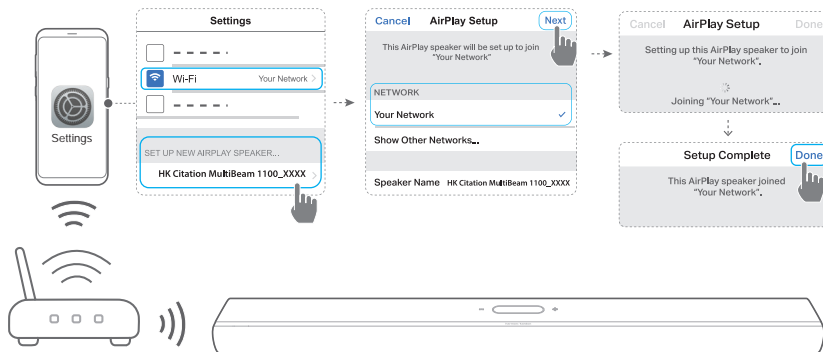 Settings
Settings
Wi-Fi Your Network >
SET UP NEW AIRPLAY SPEAKER...
HK Citation MultiBeam 1100_XXXX >
Cancel AirPlay Setup Next
This AirPlay speaker will be set up to join
"Your Network"
NETWORK
Your Network ✓
Show Other Networks...
Speaker Name HK Citation MultiBeam 1100_XXXX
Cancel AirPlay Setup Done
Setting up this AirPlay speaker to join
"Your Network".
Joining "Your Network"...
Setup Complete Done
This AirPlay speaker joined
"Your Network".